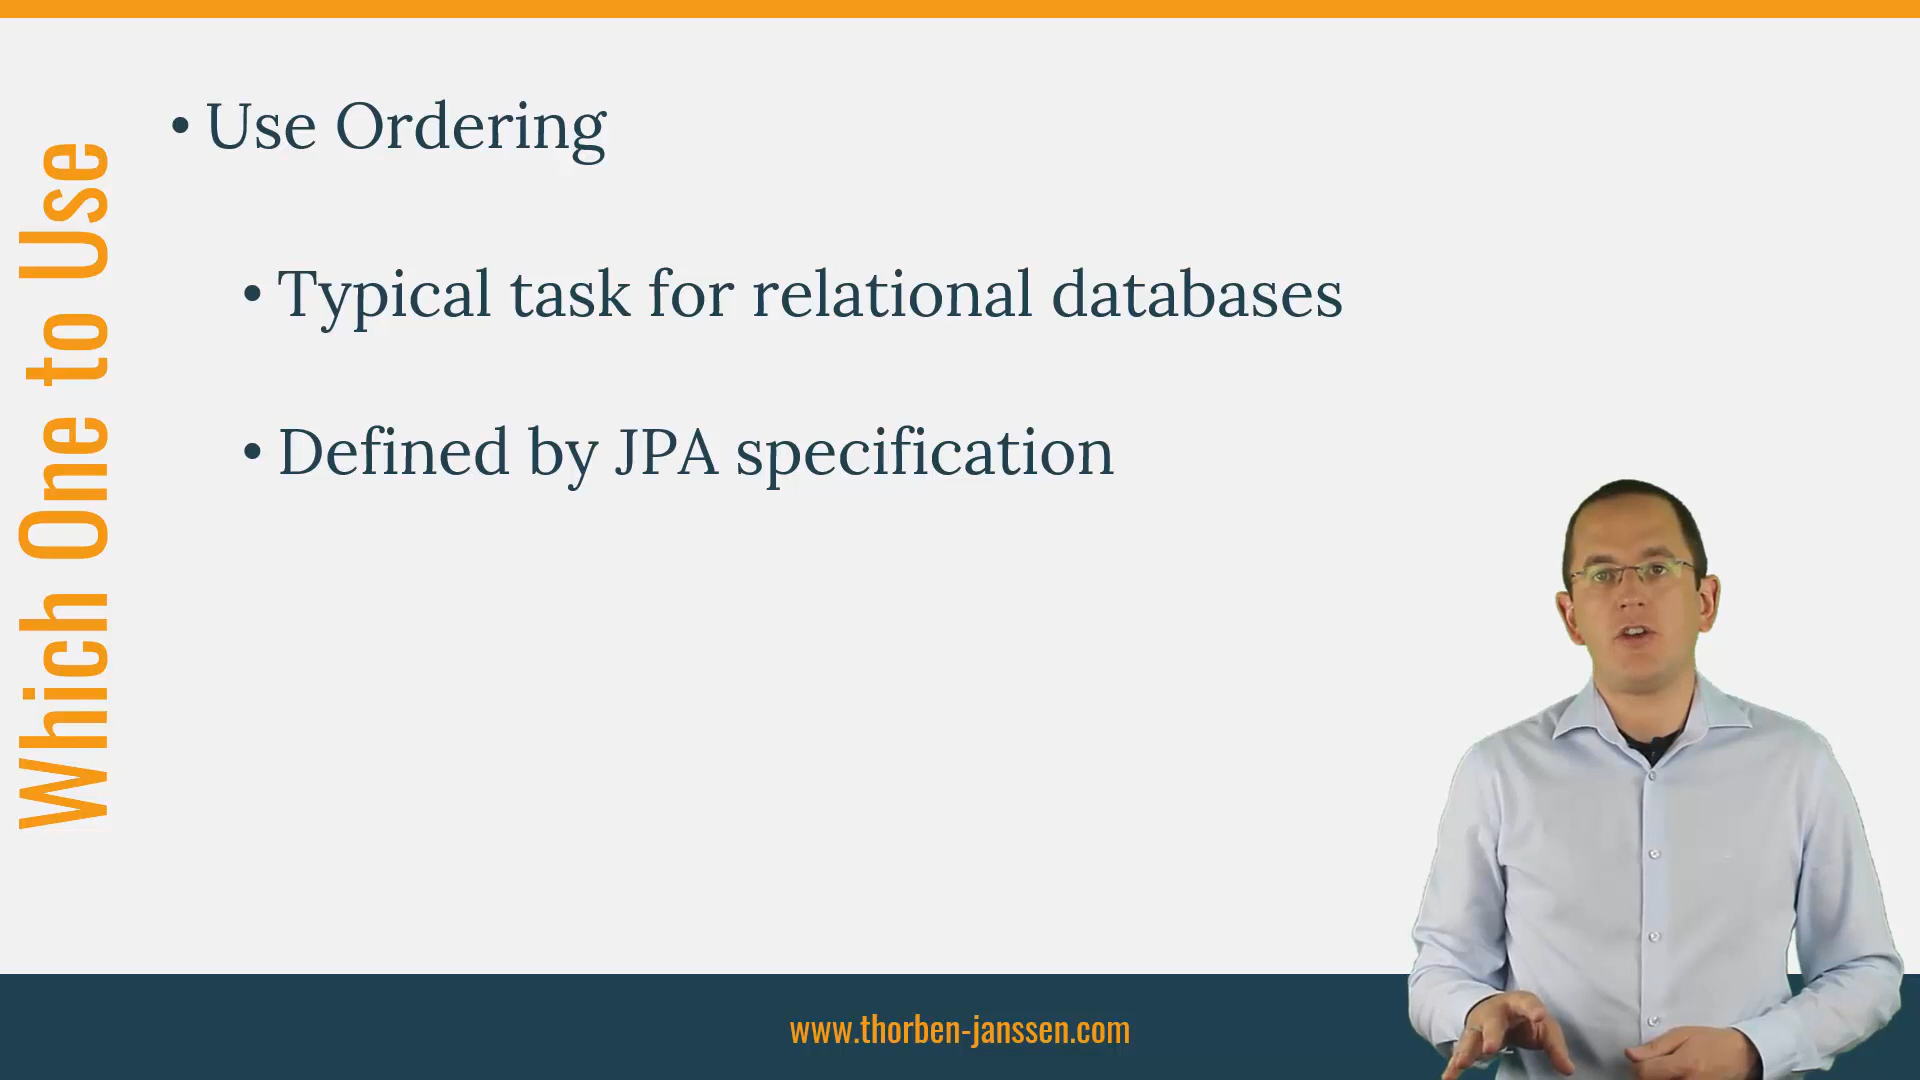 Which One to Use
• Use Ordering
• Typical task for relational databases
• Defined by JPA specification
www.thorben-janssen.com